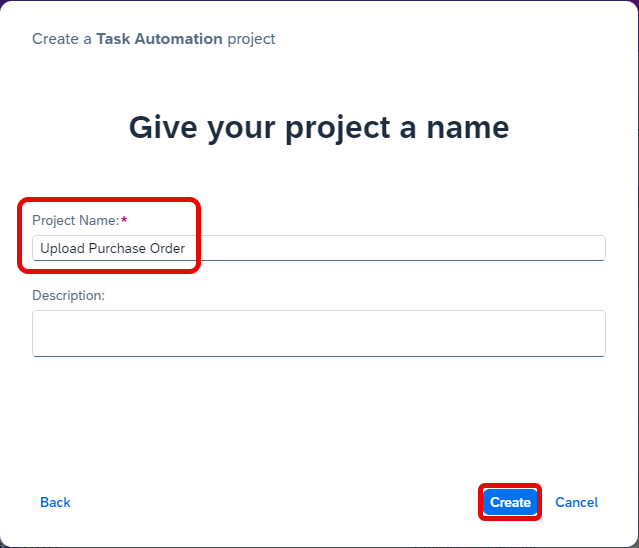 Create a Task Automation project
Give your project a name
Project Name:*
Upload Purchase Order
Description:
Back
Create
Cancel